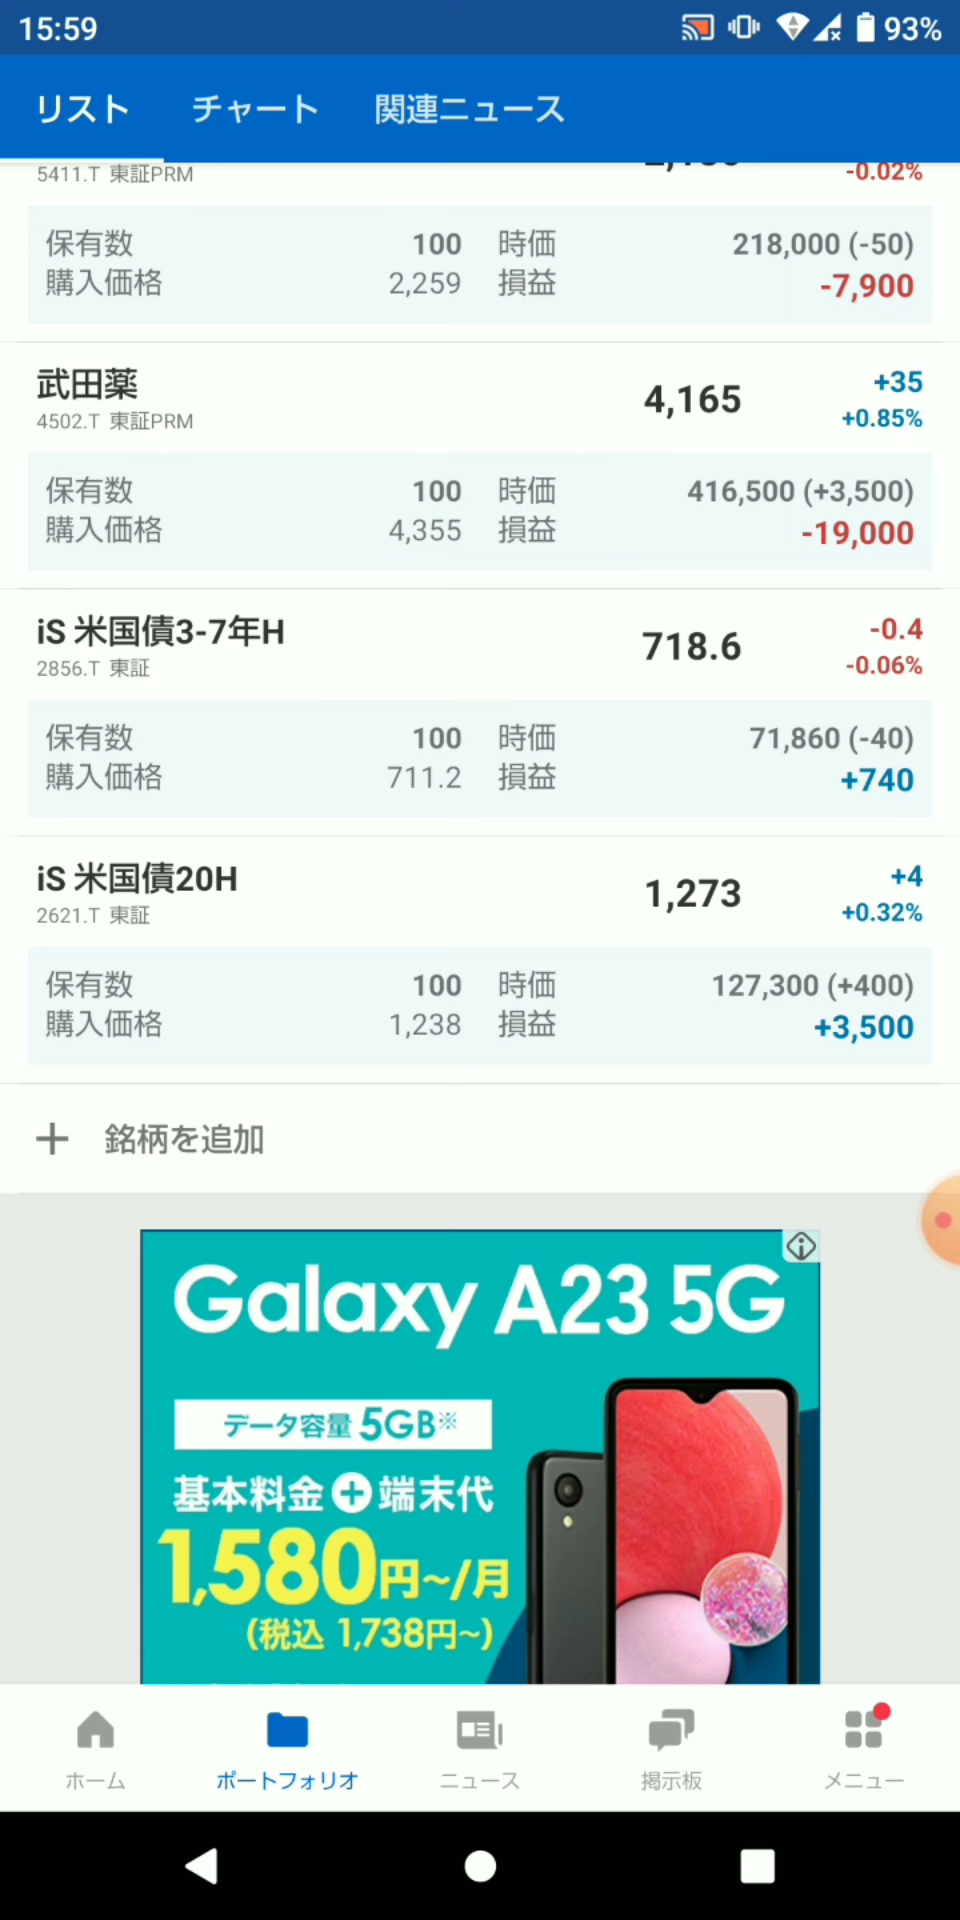 15:59
93%
リスト チャート 関連ニュース
5411.T 東証PRM
-0.02%
保有数 100 時価 218,000 (-50)
購入価格 2,259 損益 -7,900
武田薬 4,165 +35
4502.T 東証PRM +0.85%
保有数 100 時価 416,500 (+3,500)
購入価格 4,355 損益 -19,000
iS 米国債3-7年H 718.6 -0.4
2856.T 東証 -0.06%
保有数 100 時価 71,860 (-40)
購入価格 711.2 損益 +740
iS 米国債20H 1,273 +4
2621.T 東証 +0.32%
保有数 100 時価 127,300 (+400)
購入価格 1,238 損益 +3,500
＋ 銘柄を追加
Galaxy A23 5G
データ容量 5GB※
基本料金＋端末代
1,580円~/月
(税込 1,738円~)
ホーム ポートフォリオ ニュース 掲示板 メニュー